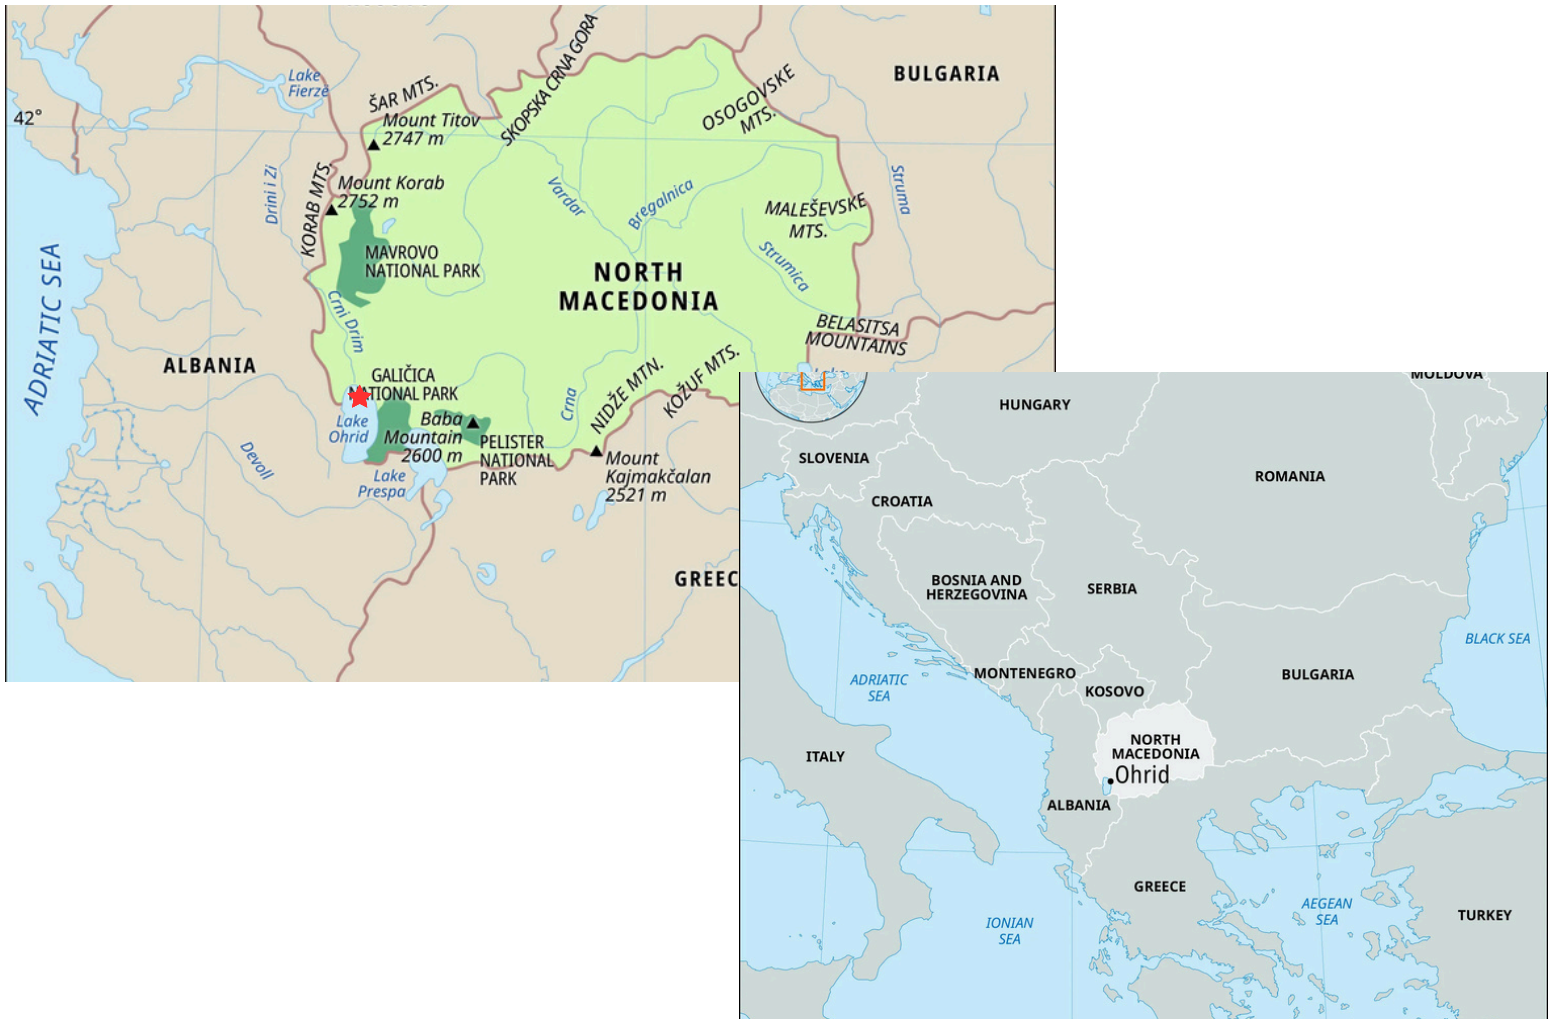 Lake
Fierzë
BULGARIA
ŠAR MTS.
SKOPSKA CRNA GORA
OSOGOVSKE
MTS.
42°
Mount Titov
2747 m
Drini i Zi
KORAB MTS.
Mount Korab
2752 m
Vardar
Bregalnica
Struma
MALEŠEVSKE
MTS.
ADRIATIC SEA
MAVROVO
NATIONAL PARK
Strumica
NORTH
MACEDONIA
Crni Drim
BELASITSA
MOUNTAINS
ALBANIA
GALIČICA
NATIONAL PARK
Crna
NIDŽE MTN.
KOŽUF MTS.
Lake
Ohrid
Baba
Mountain
2600 m
PELISTER
NATIONAL
PARK
Devoll
Lake
Prespa
Mount
Kajmakčalan
2521 m
GREEC
Lake
MOLDOVA
HUNGARY
SLOVENIA
ROMANIA
CROATIA
BOSNIA AND
HERZEGOVINA
SERBIA
BLACK SEA
MONTENEGRO
KOSOVO
BULGARIA
ADRIATIC
SEA
ITALY
NORTH
MACEDONIA
Ohrid
ALBANIA
GREECE
AEGEAN
SEA
TURKEY
IONIAN
SEA